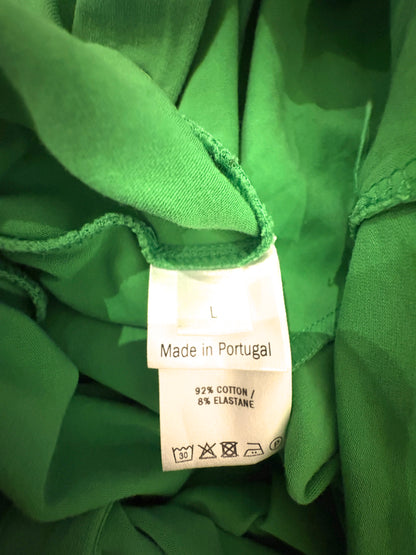 L
Made in Portugal
92% COTTON /
8% ELASTANE
30 P